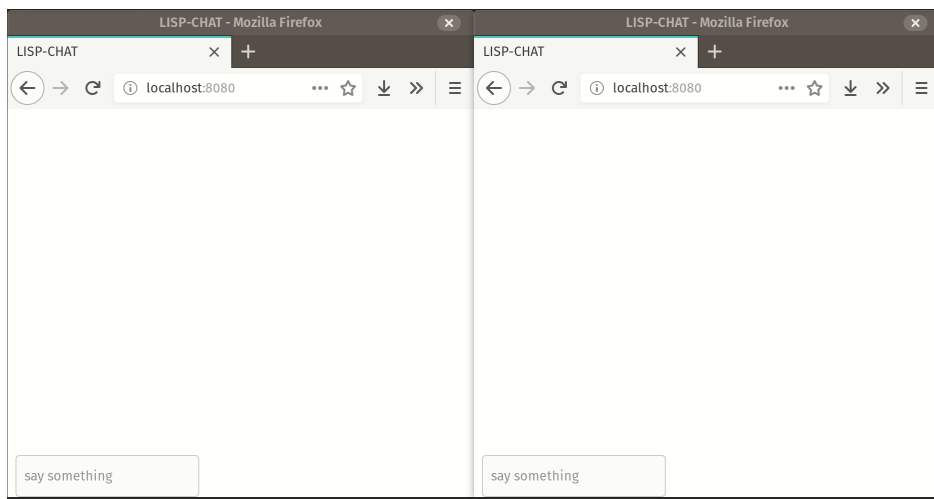 LISP-CHAT - Mozilla Firefox
LISP-CHAT
localhost:8080
say something
LISP-CHAT - Mozilla Firefox
LISP-CHAT
localhost:8080
say something